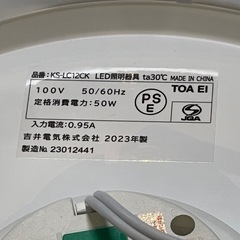 品番:KS-LC12CK LED照明器具 ta30℃ MADE IN CHINA
100V 50/60Hz
定格消費電力:50W
PSE
TOA EI
JQA
入力電流:0.95A
吉井電気株式会社 2023年製
製造No 23012441